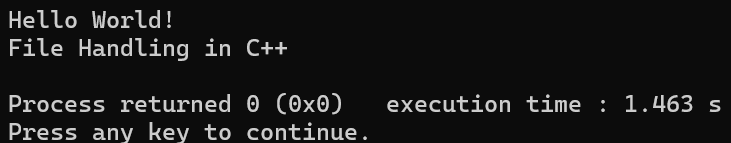 Hello World!
File Handling in C++
Process returned 0 (0x0)   execution time : 1.463 s
Press any key to continue.